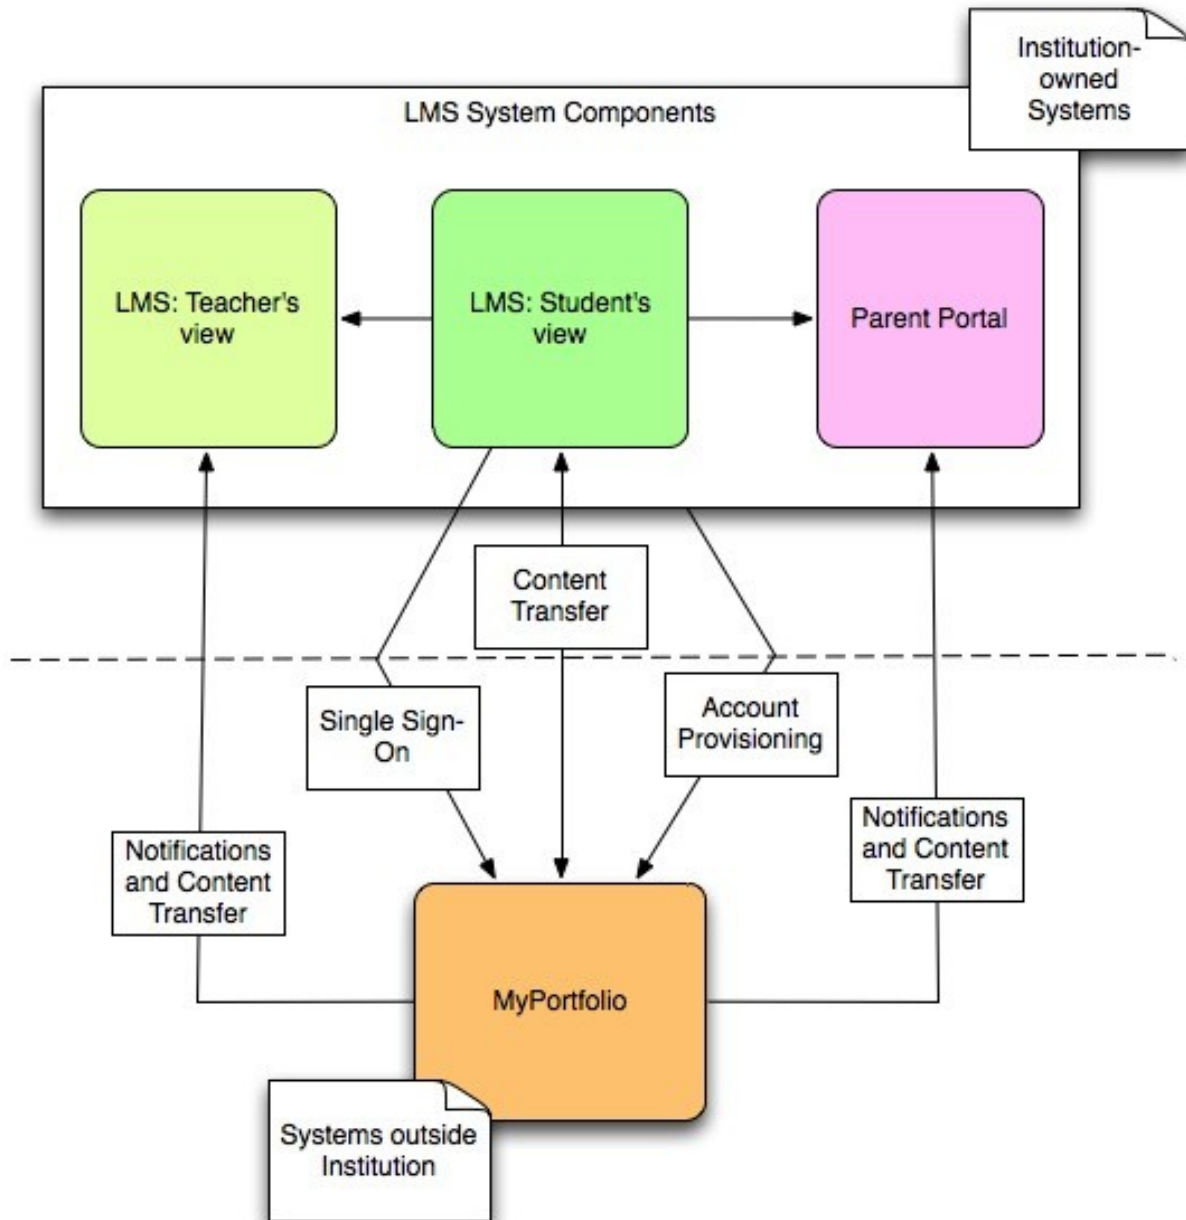 Institution-
owned
Systems
LMS System Components
LMS: Teacher's
view
LMS: Student's
view
Parent Portal
Content
Transfer
Single Sign-
On
Account
Provisioning
Notifications
and Content
Transfer
Notifications
and Content
Transfer
MyPortfolio
Systems outside
Institution